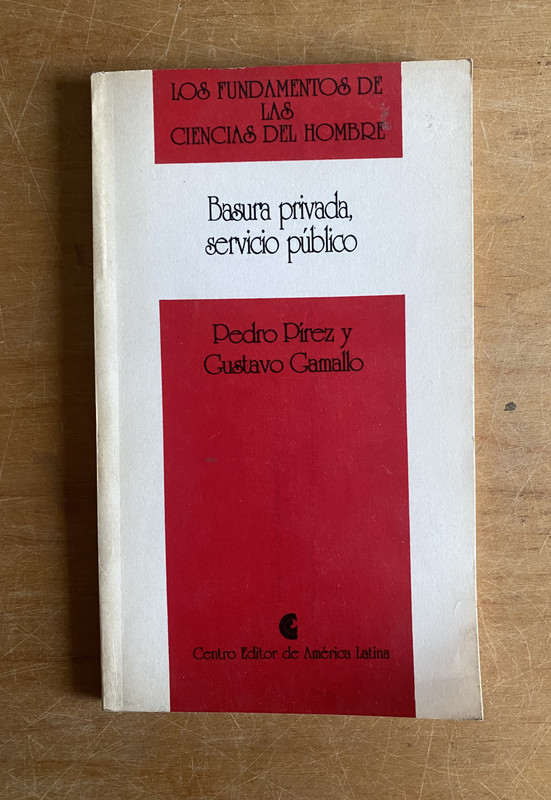 LOS FUNDAMENTOS DE
LAS
CIENCIAS DEL HOMBRE
Basura privada,
servicio público
Pedro Pírez y
Gustavo Gamallo
Centro Editor de América Latina